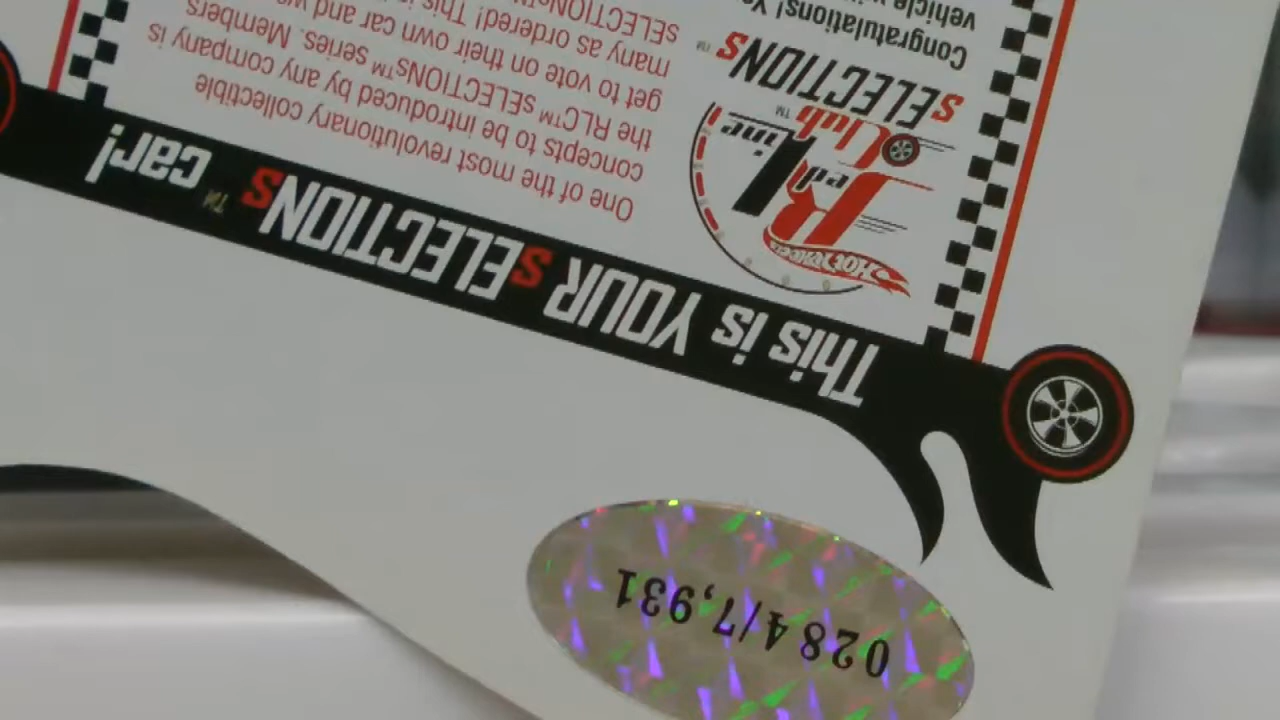 0284/7,931
This is YOUR sELECTIONs™ car!
Hot Wheels
Red Line
Club™
sELECTIONs™
One of the most revolutionary collectible
concepts to be introduced by any company is
the RLC™ sELECTIONs™ series. Members
get to vote on their own car and
many as ordered! This
sELECTIONs™
Congratulations!
vehicle